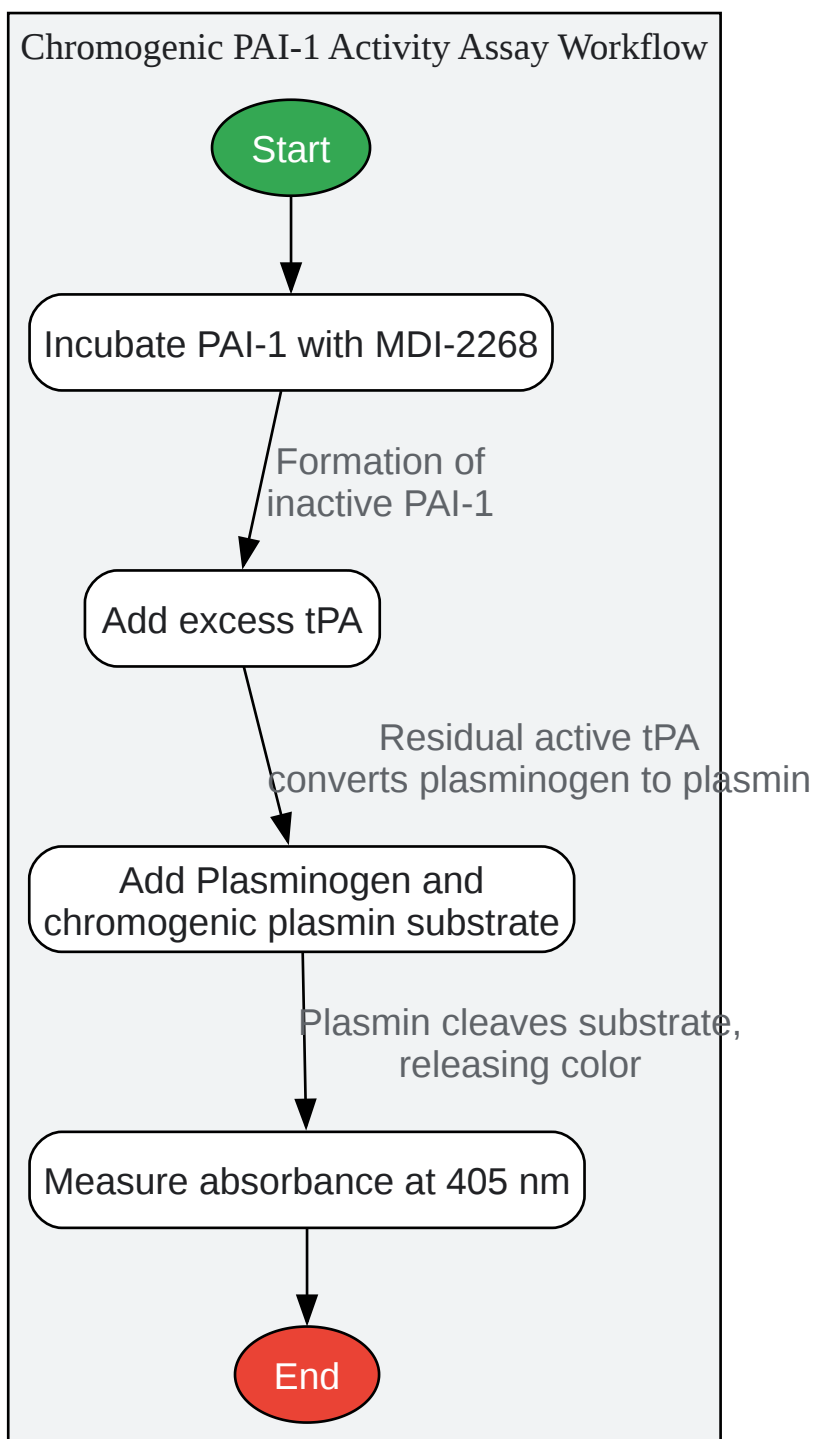 Chromogenic PAI-1 Activity Assay Workflow
Start
Incubate PAI-1 with MDI-2268
Formation of
inactive PAI-1
Add excess tPA
Residual active tPA
converts plasminogen to plasmin
Add Plasminogen and
chromogenic plasmin substrate
Plasmin cleaves substrate,
releasing color
Measure absorbance at 405 nm
End